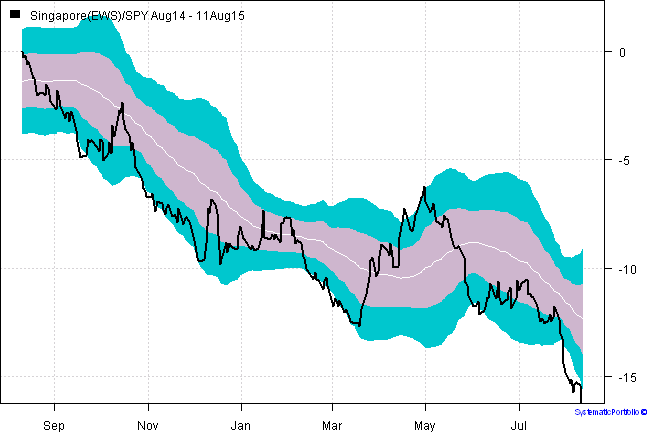 Singapore(EWS)/SPY Aug14 - 11Aug15
0
-5
-10
-15
Sep Nov Jan Mar May Jul
SystematicPortfolio ©